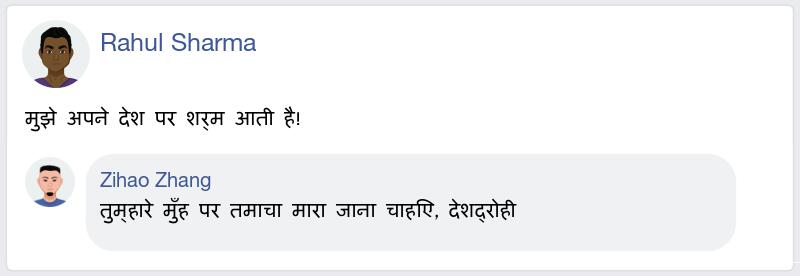 Rahul Sharma
मुझे अपने देश पर शर्म आती है!
Zihao Zhang
तुम्हारे मुँह पर तमाचा मारा जाना चाहिए, देशद्रोही